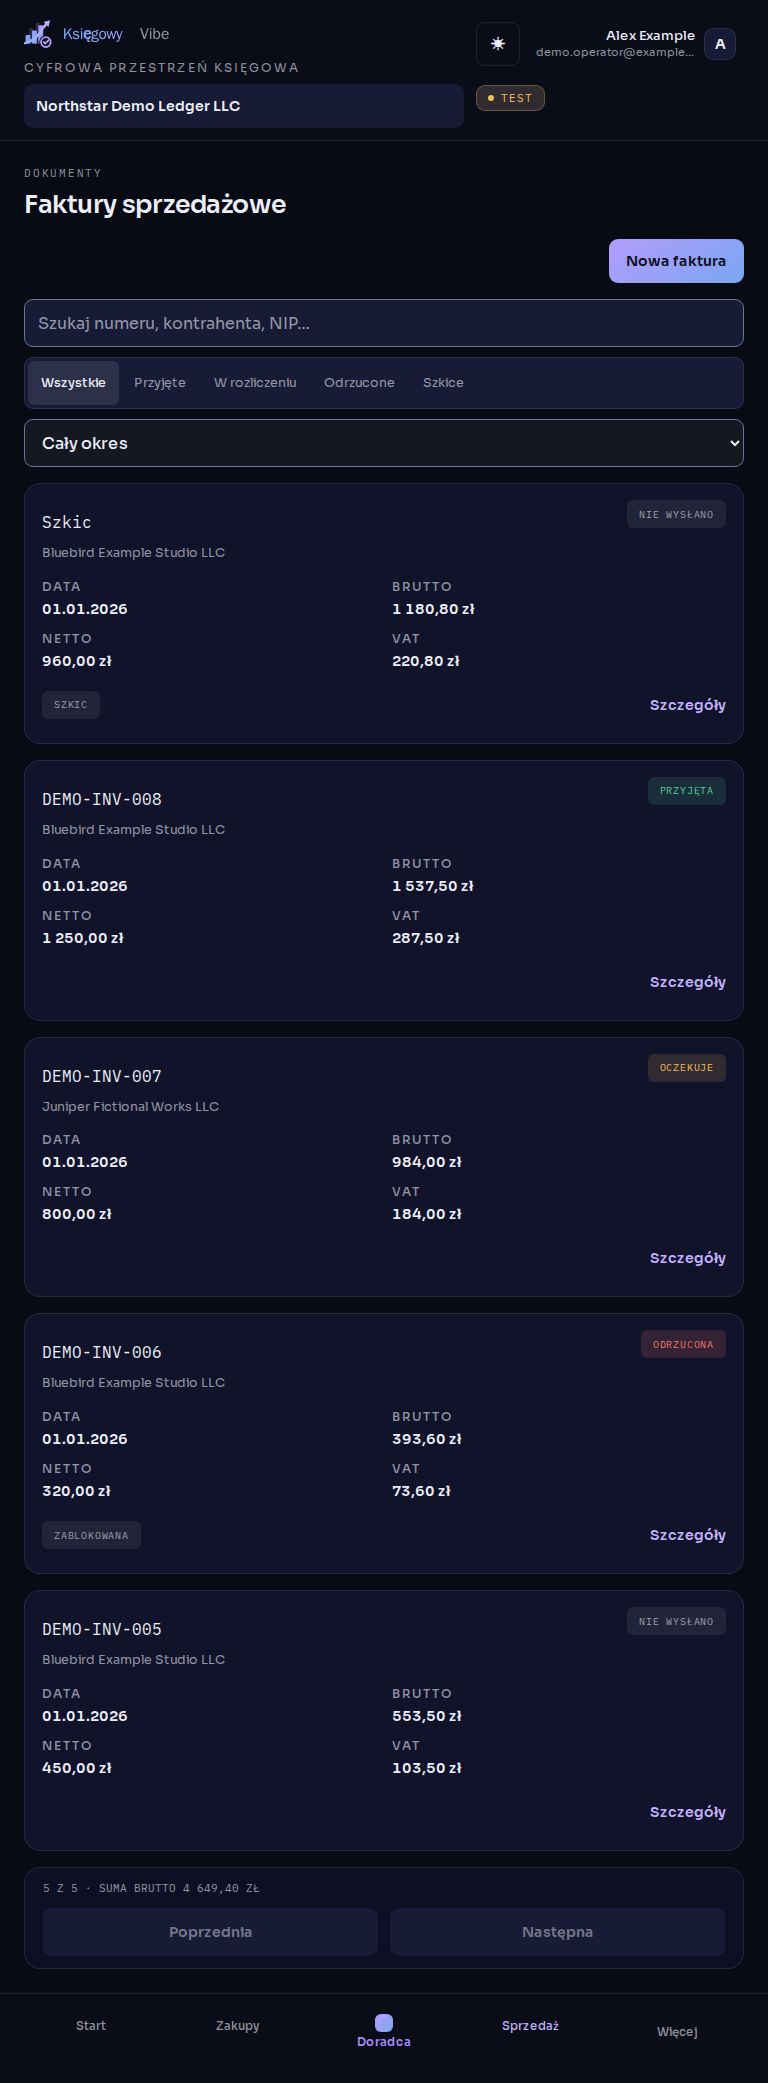 Księgowy Vibe
CYFROWA PRZESTRZEŃ KSIĘGOWA
☀
Alex Example
demo.operator@example...
A
Northstar Demo Ledger LLC
TEST
DOKUMENTY
Faktury sprzedażowe
Nowa faktura
Szukaj numeru, kontrahenta, NIP...
Wszystkie Przyjęte W rozliczeniu Odrzucone Szkice
Cały okres
Szkic
NIE WYSŁANO
Bluebird Example Studio LLC
DATA BRUTTO
01.01.2026 1 180,80 zł
NETTO VAT
960,00 zł 220,80 zł
SZKIC Szczegóły
DEMO-INV-008
PRZYJĘTA
Bluebird Example Studio LLC
DATA BRUTTO
01.01.2026 1 537,50 zł
NETTO VAT
1 250,00 zł 287,50 zł
Szczegóły
DEMO-INV-007
OCZEKUJE
Juniper Fictional Works LLC
DATA BRUTTO
01.01.2026 984,00 zł
NETTO VAT
800,00 zł 184,00 zł
Szczegóły
DEMO-INV-006
ODRZUCONA
Bluebird Example Studio LLC
DATA BRUTTO
01.01.2026 393,60 zł
NETTO VAT
320,00 zł 73,60 zł
ZABLOKOWANA Szczegóły
DEMO-INV-005
NIE WYSŁANO
Bluebird Example Studio LLC
DATA BRUTTO
01.01.2026 553,50 zł
NETTO VAT
450,00 zł 103,50 zł
Szczegóły
5 Z 5 · SUMA BRUTTO 4 649,40 ZŁ
Poprzednia Następna
Start Zakupy Doradca Sprzedaż Więcej